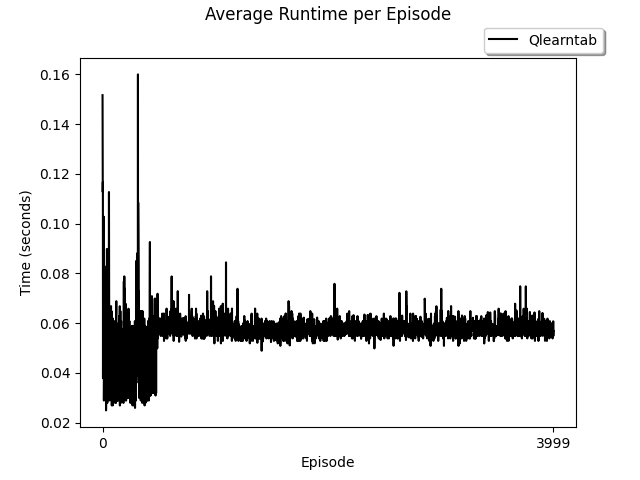 Average Runtime per Episode
Qlearntab
0.16
0.14
0.12
0.10
0.08
0.06
0.04
0.02
Time (seconds)
0
3999
Episode